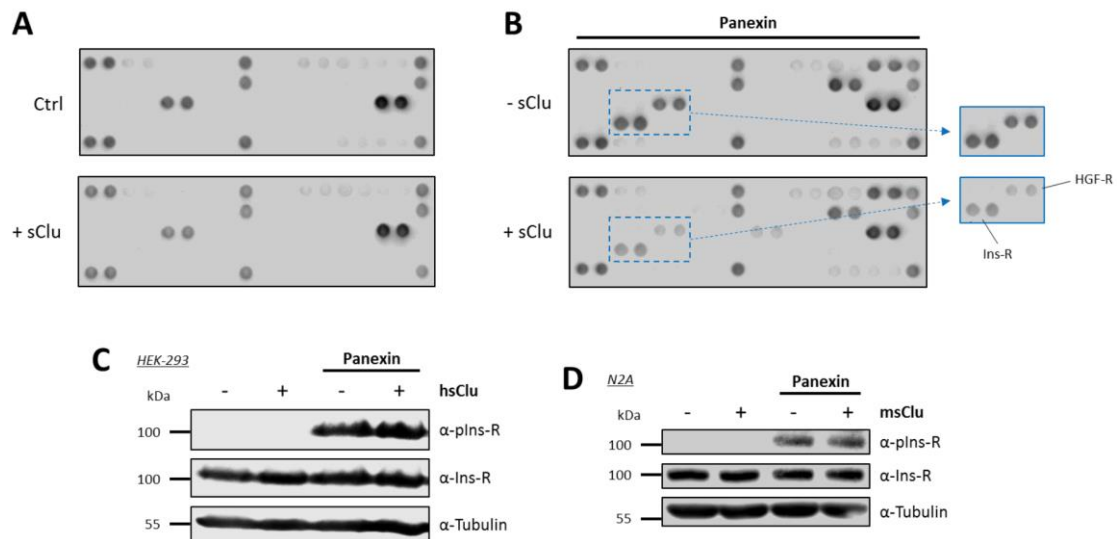 A
Ctrl
+ sClu
B
Panexin
- sClu
+ sClu
HGF-R
Ins-R
C
HEK-293
Panexin
kDa
- + - + hsClu
100
α-pIns-R
100
α-Ins-R
55
α-Tubulin
D
N2A
Panexin
kDa
- + - + msClu
100
α-pIns-R
100
α-Ins-R
55
α-Tubulin